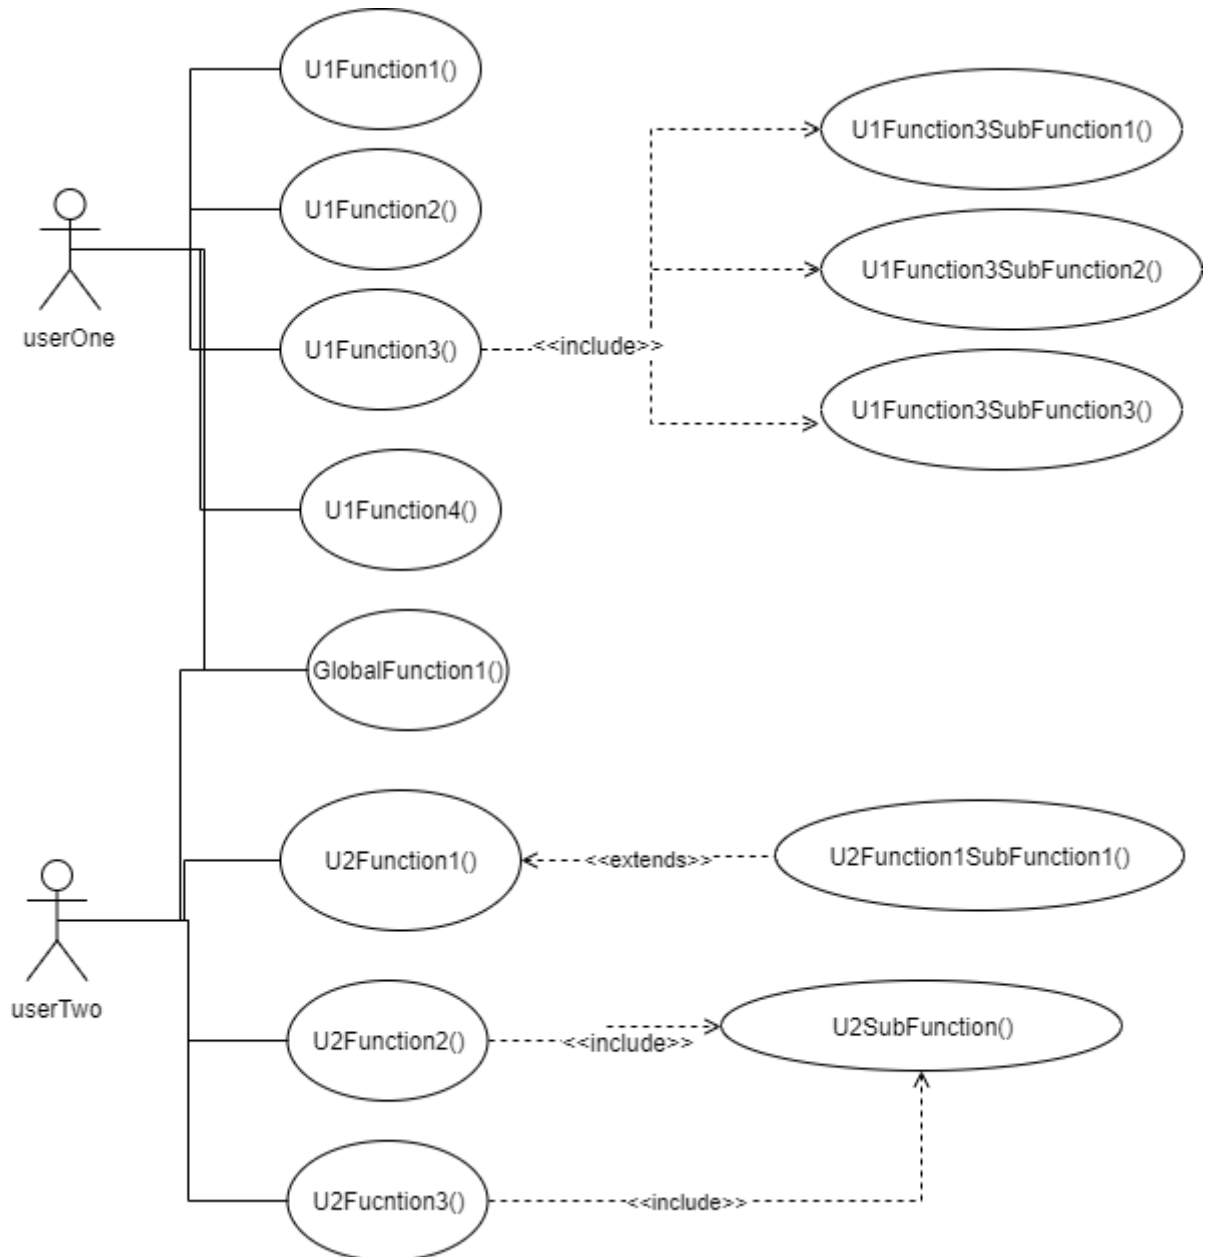 U1Function1()
U1Function3SubFunction1()
U1Function2()
U1Function3SubFunction2()
userOne
U1Function3()
<<include>>
U1Function3SubFunction3()
U1Function4()
GlobalFunction1()
U2Function1()
<<extends>>
U2Function1SubFunction1()
userTwo
U2Function2()
<<include>>
U2SubFunction()
U2Fucntion3()
<<include>>